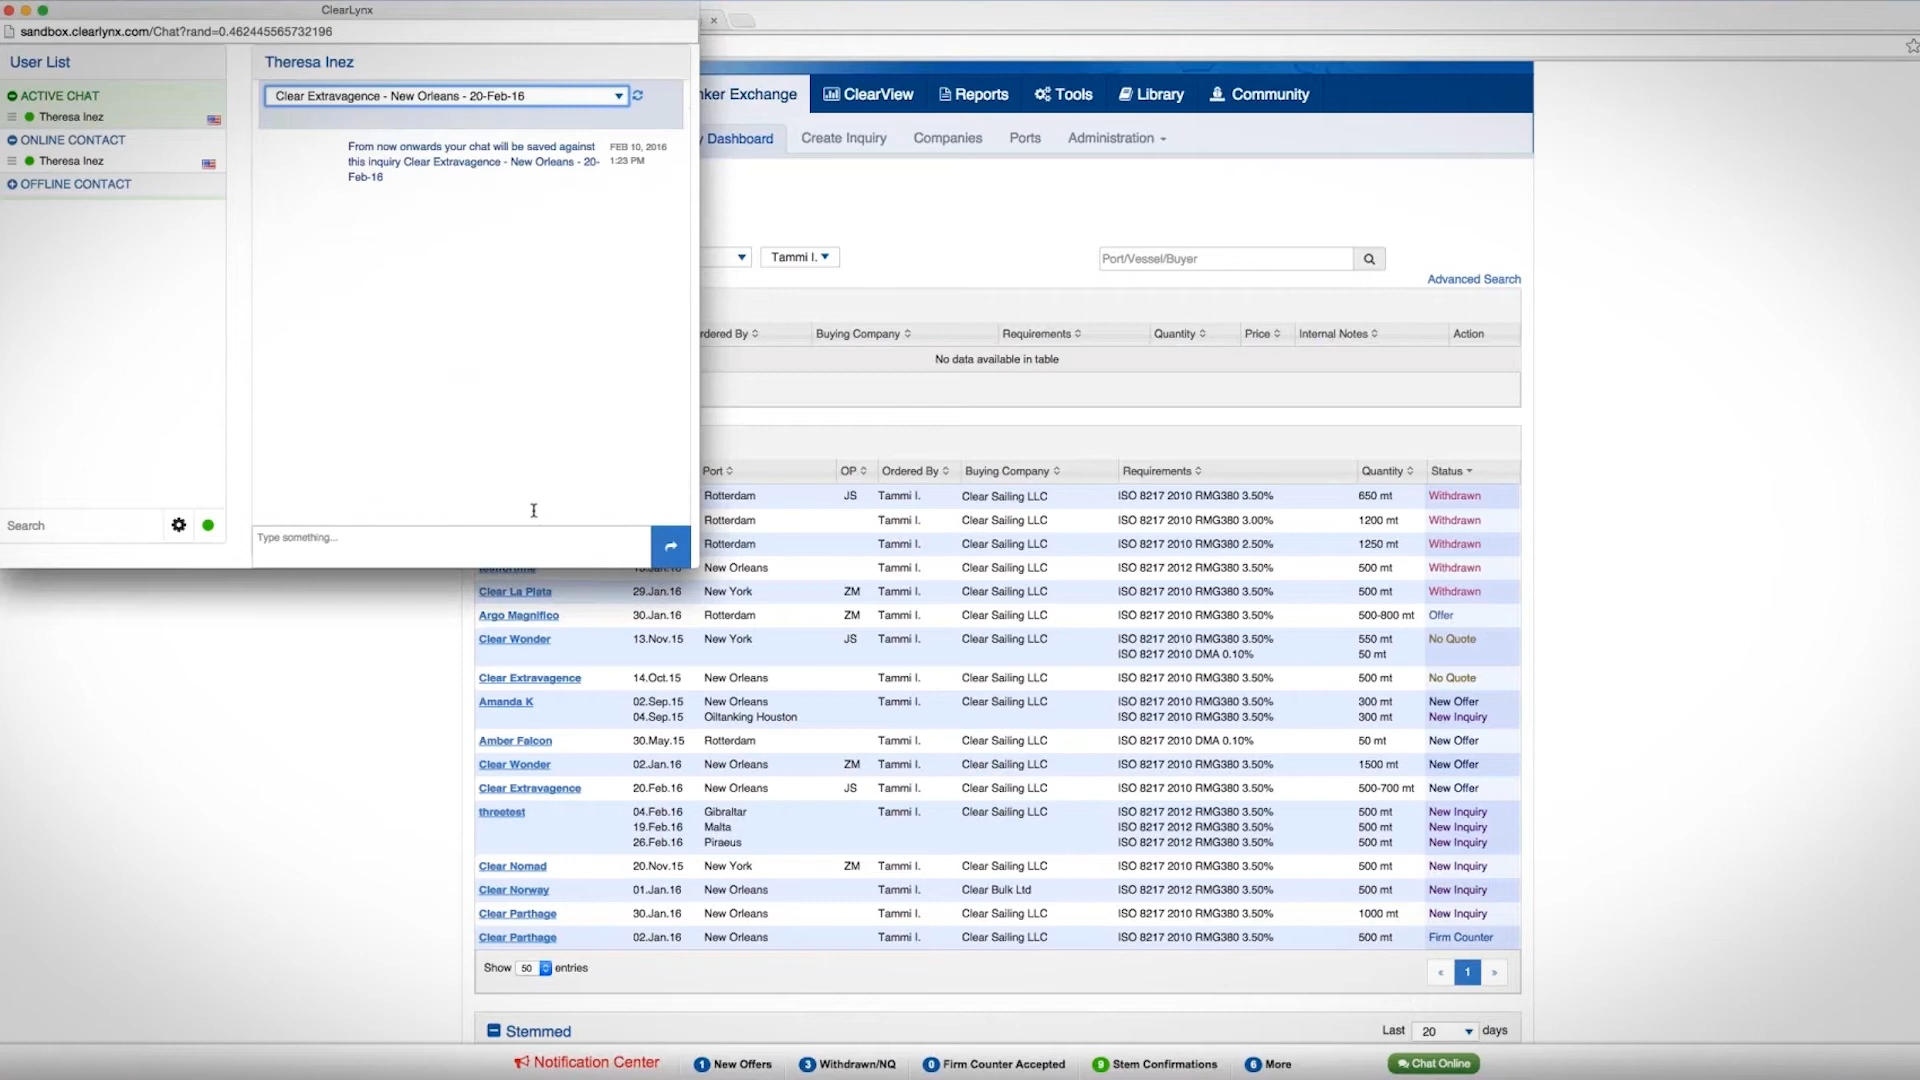 ClearLynx
sandbox.clearlynx.com/Chat?rand=0.462445565732196
User List
ACTIVE CHAT
Theresa Inez
ONLINE CONTACT
Theresa Inez
OFFLINE CONTACT
Search
Theresa Inez
Clear Extravagence - New Orleans - 20-Feb-16
From now onwards your chat will be saved against FEB 10, 2016
this inquiry Clear Extravagence - New Orleans - 20- 1:23 PM
Feb-16
Type something...
nker Exchange ClearView Reports Tools Library Community
Dashboard Create Inquiry Companies Ports Administration
Tammi I. Port/Vessel/Buyer
Advanced Search
rdered By Buying Company Requirements Quantity Price Internal Notes Action
No data available in table
Port OP Ordered By Buying Company Requirements Quantity Status
Rotterdam JS Tammi I. Clear Sailing LLC ISO 8217 2010 RMG380 3.50% 650 mt Withdrawn
Rotterdam Tammi I. Clear Sailing LLC ISO 8217 2010 RMG380 3.00% 1200 mt Withdrawn
Rotterdam Tammi I. Clear Sailing LLC ISO 8217 2010 RMG380 2.50% 1250 mt Withdrawn
New Orleans Tammi I. Clear Sailing LLC ISO 8217 2012 RMG380 3.50% 500 mt Withdrawn
Clear La Plata 29.Jan.16 New York ZM Tammi I. Clear Sailing LLC ISO 8217 2010 RMG380 3.50% 500 mt Withdrawn
Argo Magnifico 30.Jan.16 Rotterdam ZM Tammi I. Clear Sailing LLC ISO 8217 2010 RMG380 3.50% 500-800 mt Offer
Clear Wonder 13.Nov.15 New York JS Tammi I. Clear Sailing LLC ISO 8217 2010 RMG380 3.50% 550 mt No Quote
ISO 8217 2010 DMA 0.10% 50 mt
Clear Extravagence 14.Oct.15 New Orleans Tammi I. Clear Sailing LLC ISO 8217 2010 RMG380 3.50% 500 mt No Quote
Amanda K 02.Sep.15 New Orleans Tammi I. Clear Sailing LLC ISO 8217 2010 RMG380 3.50% 300 mt New Offer
04.Sep.15 Oiltanking Houston ISO 8217 2010 RMG380 3.50% 300 mt New Inquiry
Amber Falcon 30.May.15 Rotterdam Tammi I. Clear Sailing LLC ISO 8217 2010 DMA 0.10% 50 mt New Offer
Clear Wonder 02.Jan.16 New Orleans ZM Tammi I. Clear Sailing LLC ISO 8217 2010 RMG380 3.50% 1500 mt New Offer
Clear Extravagence 20.Feb.16 New Orleans JS Tammi I. Clear Sailing LLC ISO 8217 2010 RMG380 3.50% 500-700 mt New Offer
threetest 04.Feb.16 Gibraltar Tammi I. Clear Sailing LLC ISO 8217 2012 RMG380 3.50% 500 mt New Inquiry
19.Feb.16 Malta ISO 8217 2012 RMG380 3.50% 500 mt New Inquiry
26.Feb.16 Piraeus ISO 8217 2012 RMG380 3.50% 500 mt New Inquiry
Clear Nomad 20.Nov.15 New York ZM Tammi I. Clear Sailing LLC ISO 8217 2010 RMG380 3.50% 500 mt New Inquiry
Clear Norway 01.Jan.16 New Orleans Tammi I. Clear Bulk Ltd ISO 8217 2012 RMG380 3.50% 500 mt New Inquiry
Clear Parthage 30.Jan.16 New Orleans Tammi I. Clear Sailing LLC ISO 8217 2010 RMG380 3.50% 1000 mt New Inquiry
Clear Parthage 02.Jan.16 New Orleans Tammi I. Clear Sailing LLC ISO 8217 2010 RMG380 3.50% 500 mt Firm Counter
Show 50 entries « 1 »
Stemmed Last 20 days
Notification Center 1 New Offers 3 Withdrawn/NQ 0 Firm Counter Accepted 9 Stem Confirmations 6 More Chat Online